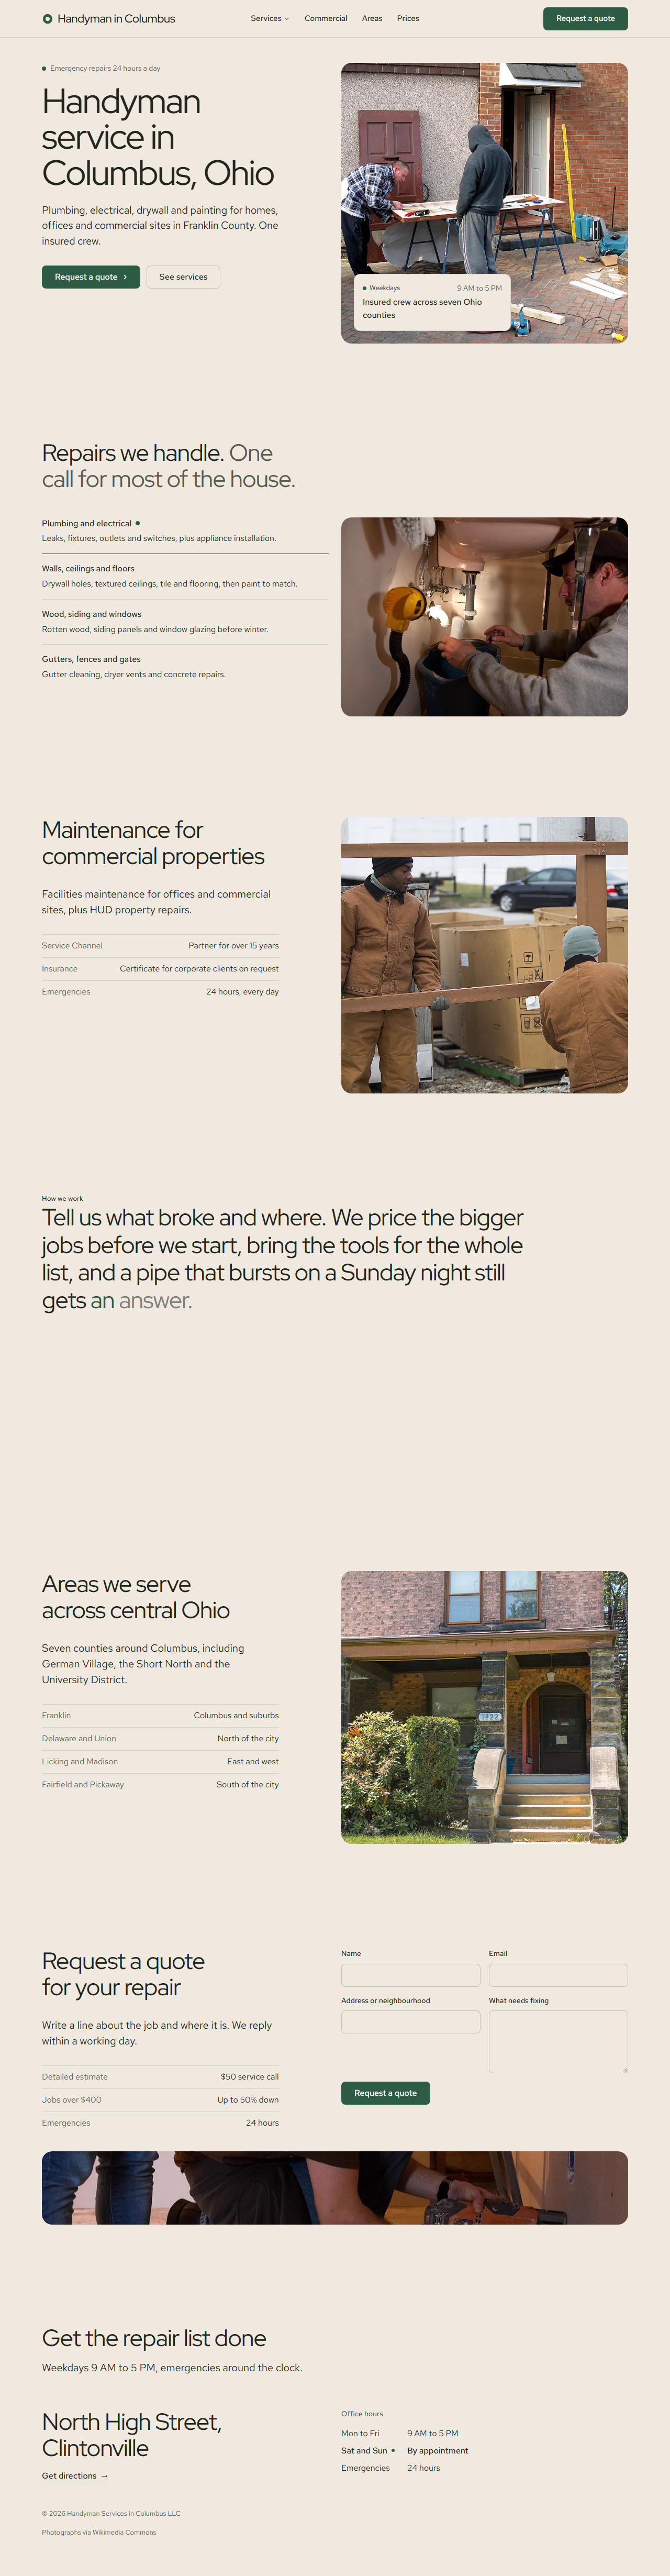 Handyman in Columbus
Services
Commercial
Areas
Prices
Request a quote
Emergency repairs 24 hours a day
Handyman
service in
Columbus, Ohio
Plumbing, electrical, drywall and painting for homes,
offices and commercial sites in Franklin County. One
insured crew.
Request a quote
See services
Weekdays
9 AM to 5 PM
Insured crew across seven Ohio
counties
Repairs we handle. One
call for most of the house.
Plumbing and electrical
Leaks, fixtures, outlets and switches, plus appliance installation.
Walls, ceilings and floors
Drywall holes, textured ceilings, tile and flooring, then paint to match.
Wood, siding and windows
Rotten wood, siding panels and window glazing before winter.
Gutters, fences and gates
Gutter cleaning, dryer vents and concrete repairs.
Maintenance for
commercial properties
Facilities maintenance for offices and commercial
sites, plus HUD property repairs.
Service Channel Partner for over 15 years
Insurance Certificate for corporate clients on request
Emergencies 24 hours, every day
How we work
Tell us what broke and where. We price the bigger
jobs before we start, bring the tools for the whole
list, and a pipe that bursts on a Sunday night still
gets an answer.
Areas we serve
across central Ohio
Seven counties around Columbus, including
German Village, the Short North and the
University District.
Franklin Columbus and suburbs
Delaware and Union North of the city
Licking and Madison East and west
Fairfield and Pickaway South of the city
1822
Request a quote
for your repair
Write a line about the job and where it is. We reply
within a working day.
Detailed estimate $50 service call
Jobs over $400 Up to 50% down
Emergencies 24 hours
Name
Email
Address or neighbourhood
What needs fixing
Request a quote
Get the repair list done
Weekdays 9 AM to 5 PM, emergencies around the clock.
North High Street,
Clintonville
Get directions →
Office hours
Mon to Fri 9 AM to 5 PM
Sat and Sun By appointment
Emergencies 24 hours
© 2026 Handyman Services in Columbus LLC
Photographs via Wikimedia Commons